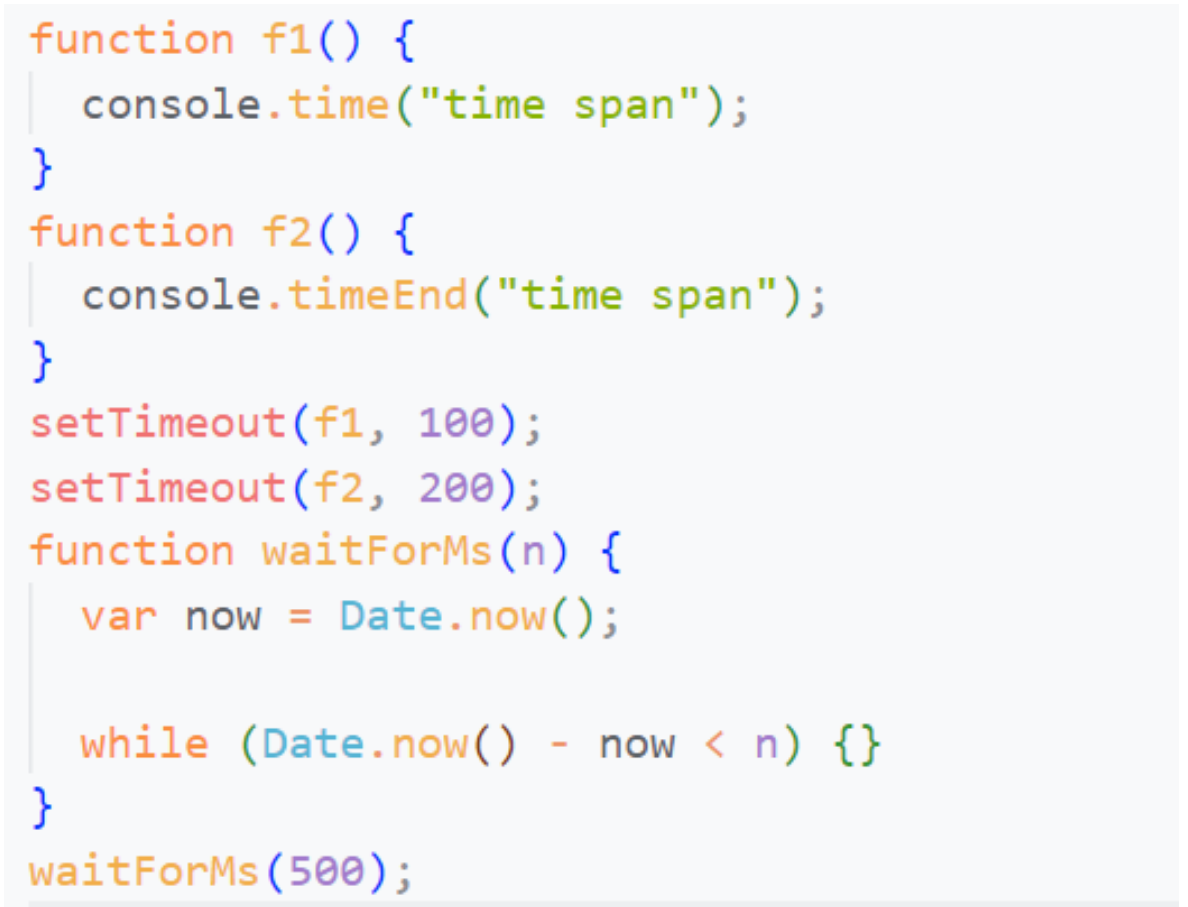 function f1() {
  console.time("time span");
}
function f2() {
  console.timeEnd("time span");
}
setTimeout(f1, 100);
setTimeout(f2, 200);
function waitForMs(n) {
  var now = Date.now();

  while (Date.now() - now < n) {}
}
waitForMs(500);